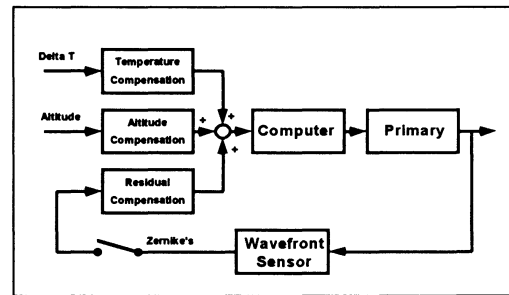 Delta T
Temperature
Compensation
+
Altitude
Altitude
Compensation
+
+
Computer
Primary
Residual
Compensation
Zernike's
Wavefront
Sensor